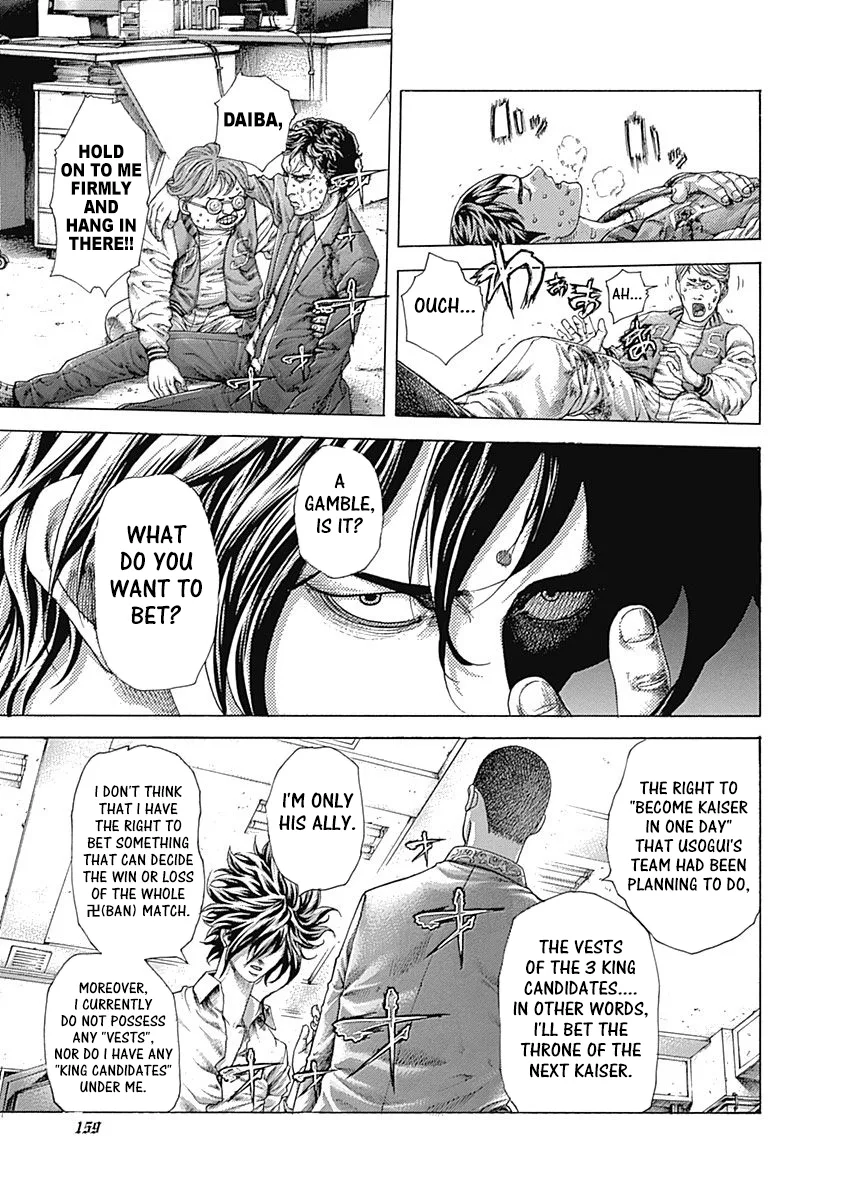 AH...
OUCH...
DAIBA,
HOLD
ON TO ME
FIRMLY
AND
HANG IN
THERE!!
A
GAMBLE,
IS IT?
WHAT
DO YOU
WANT TO
BET?
THE RIGHT TO
"BECOME KAISER
IN ONE DAY"
THAT USOGUI'S
TEAM HAD BEEN
PLANNING TO DO,
THE VESTS
OF THE 3 KING
CANDIDATES....
IN OTHER WORDS,
I'LL BET THE
THRONE OF THE
NEXT KAISER.
I'M ONLY
HIS ALLY.
I DON'T THINK
THAT I HAVE
THE RIGHT TO
BET SOMETHING
THAT CAN DECIDE
THE WIN OR LOSS
OF THE WHOLE
卍(BAN) MATCH.
MOREOVER,
I CURRENTLY
DO NOT POSSESS
ANY "VESTS",
NOR DO I HAVE ANY
"KING CANDIDATES"
UNDER ME.
159